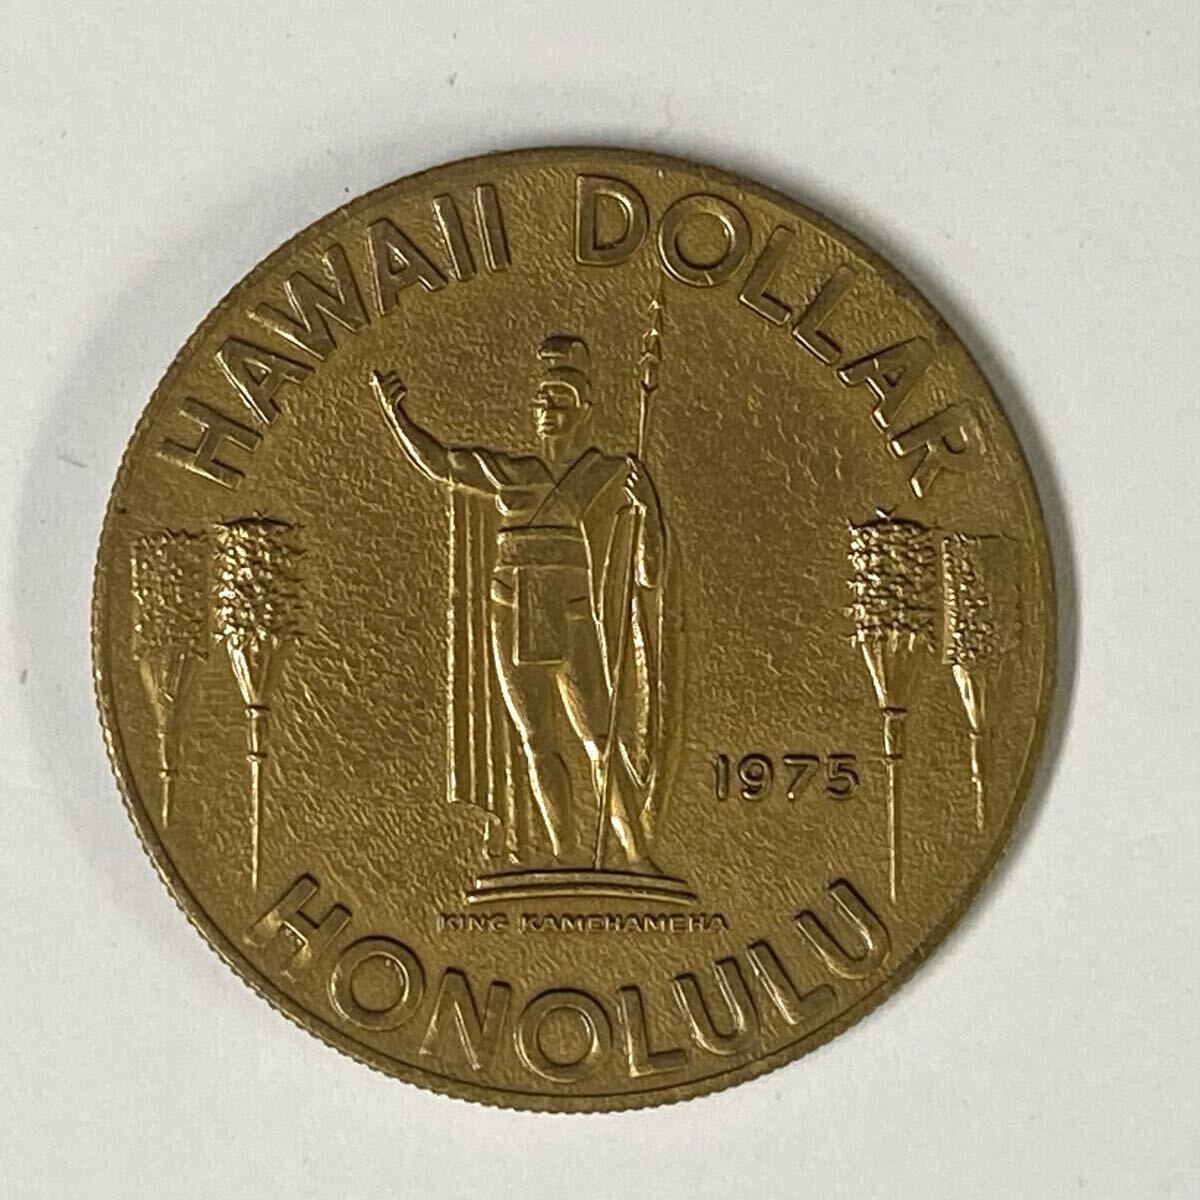 HAWAII DOLLAR
1975
KING KAMEHAMEHA
HONOLULU